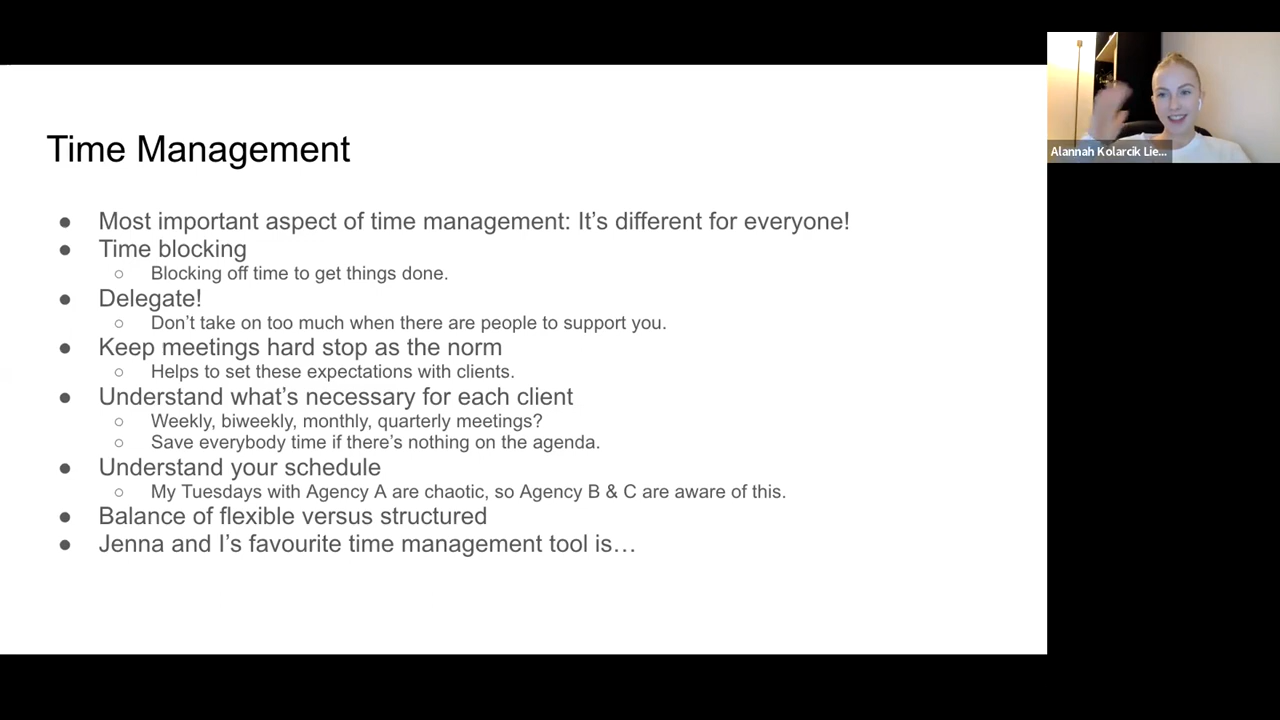 Time Management
● Most important aspect of time management: It’s different for everyone!
● Time blocking
○ Blocking off time to get things done.
● Delegate!
○ Don’t take on too much when there are people to support you.
● Keep meetings hard stop as the norm
○ Helps to set these expectations with clients.
● Understand what’s necessary for each client
○ Weekly, biweekly, monthly, quarterly meetings?
○ Save everybody time if there’s nothing on the agenda.
● Understand your schedule
○ My Tuesdays with Agency A are chaotic, so Agency B & C are aware of this.
● Balance of flexible versus structured
● Jenna and I’s favourite time management tool is…
Alannah Kolarcik Lie...